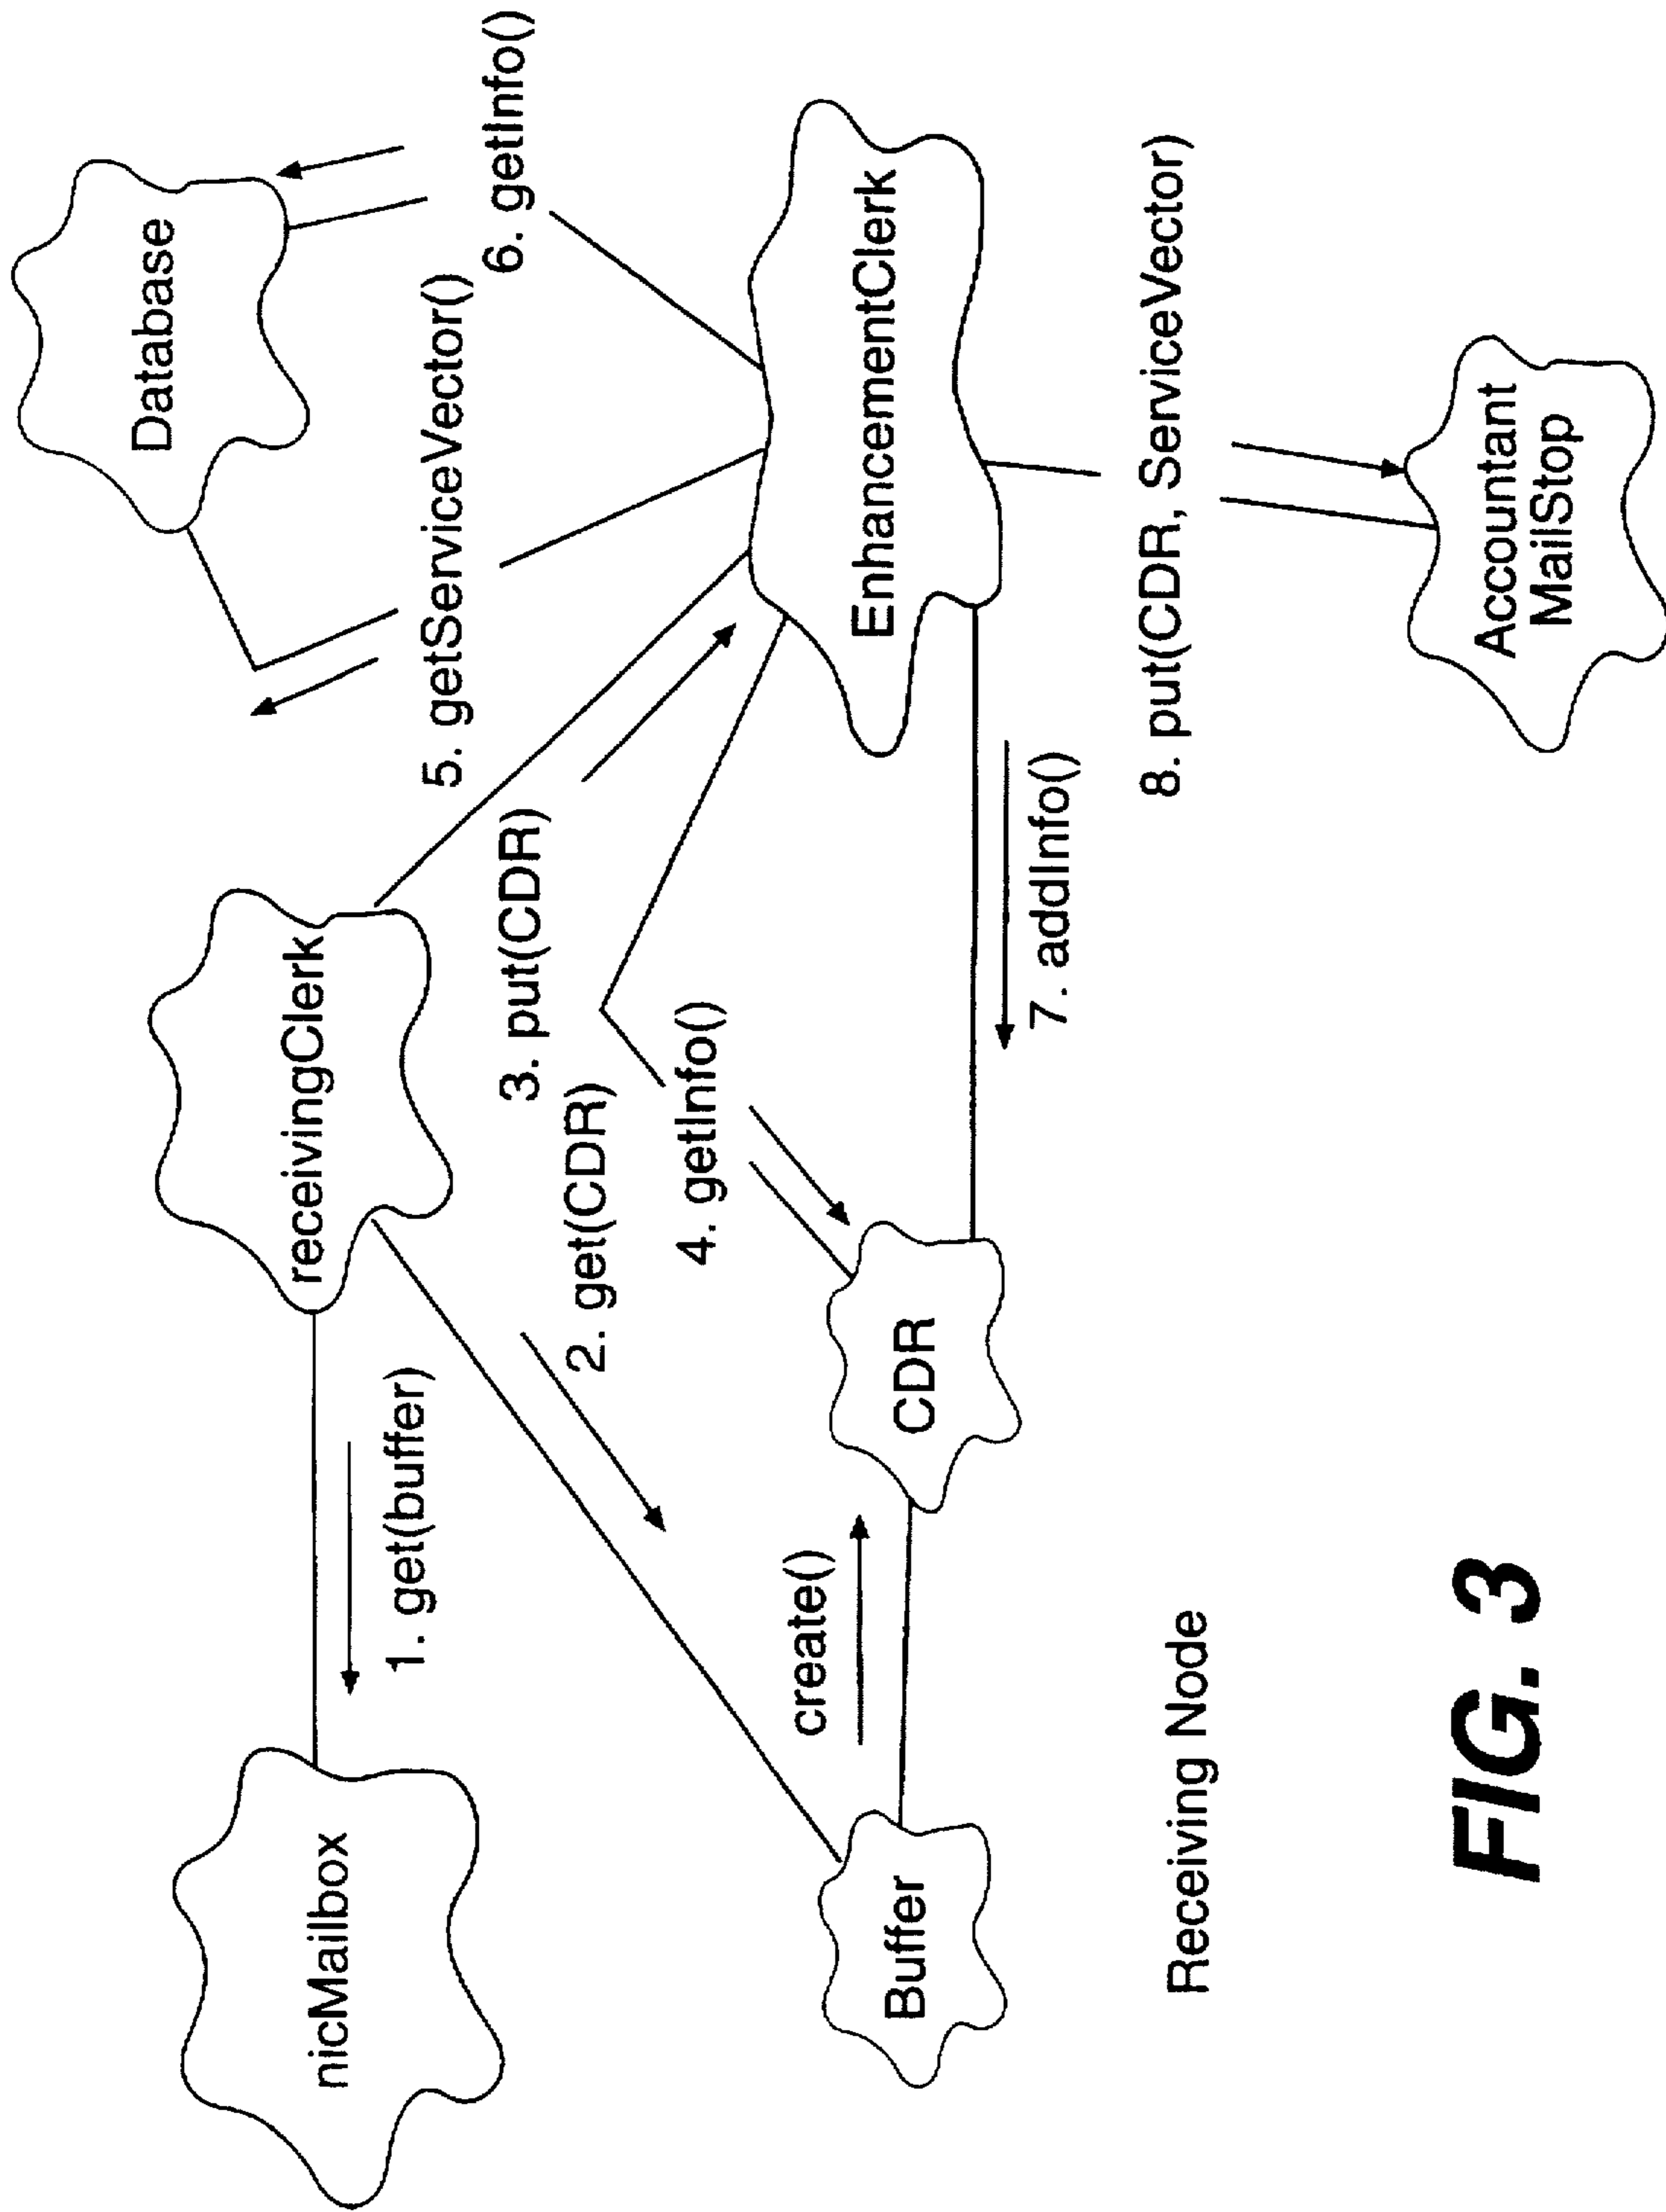 nicMailbox
receivingClerk
Database
1. get(buffer)
2. get(CDR)
3. put(CDR)
4. getInfo()
5. getServiceVector()
6. getInfo()
create()
Buffer
CDR
EnhancementClerk
7. addInfo()
8. put(CDR, ServiceVector)
Receiving Node
Accountant
MailStop
FIG. 3